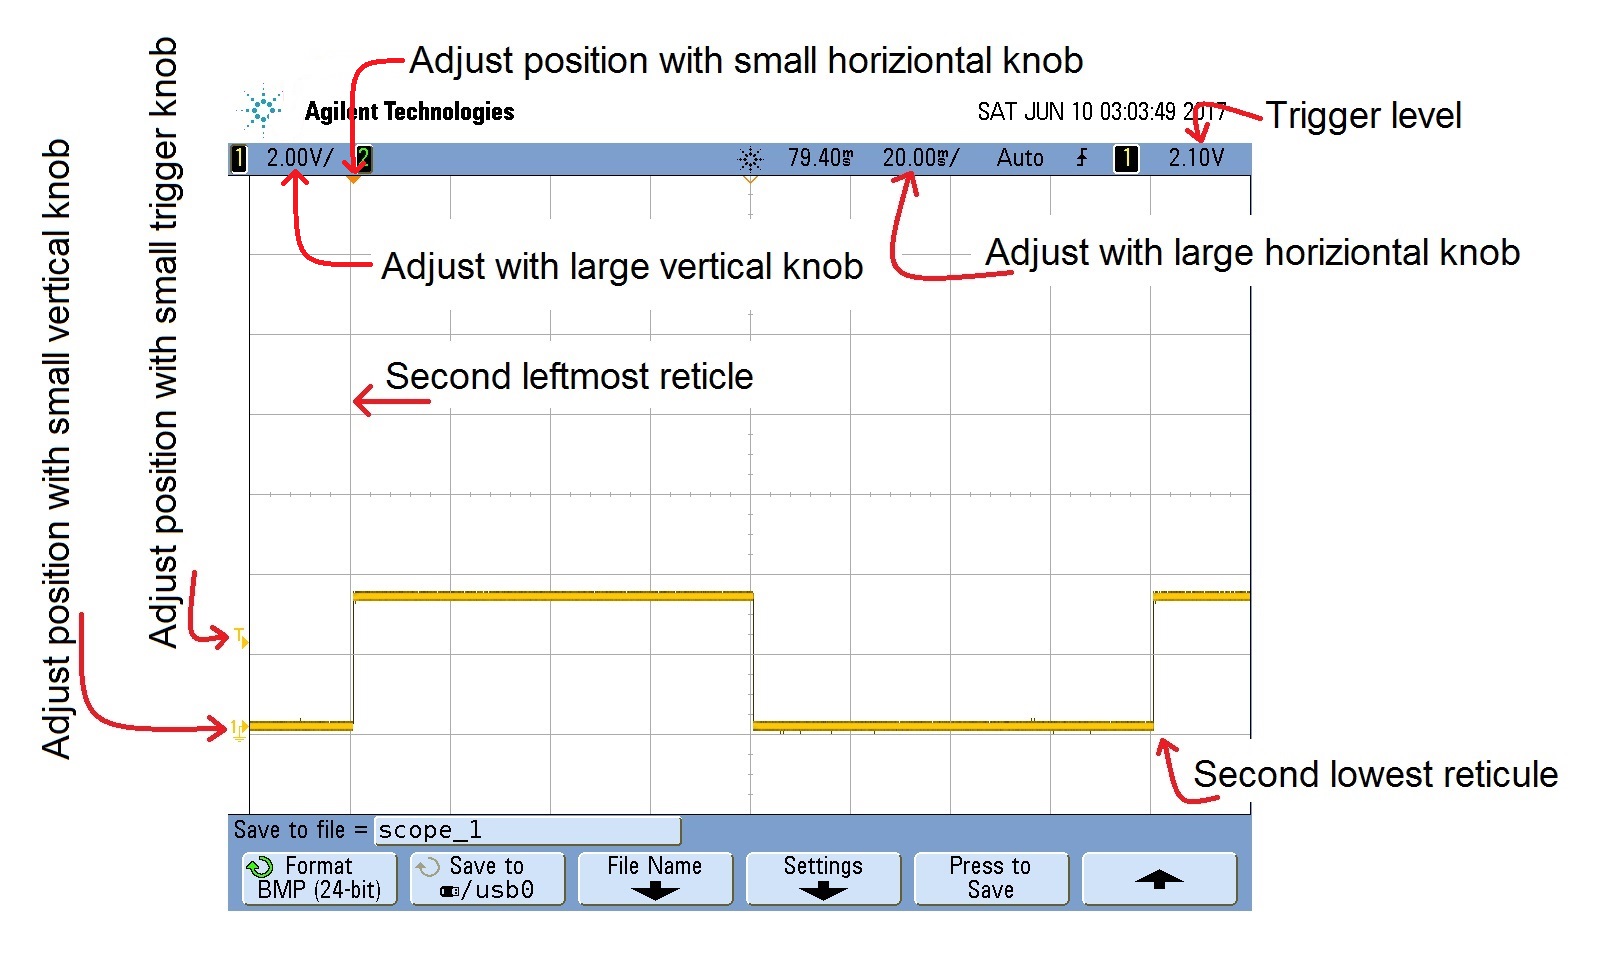 Adjust position with small horiziontal knob
Agilent Technologies
SAT JUN 10 03:03:49 2017
Trigger level
1 2.00V/ 2 79.40ms 20.00ms/ Auto 1 2.10V
Adjust with large vertical knob
Adjust with large horiziontal knob
Second leftmost reticle
Adjust position with small vertical knob
Adjust position with small trigger knob
T
1
Second lowest reticule
Save to file = scope_1
Format
BMP (24-bit)
Save to
/usb0
File Name
Settings
Press to
Save